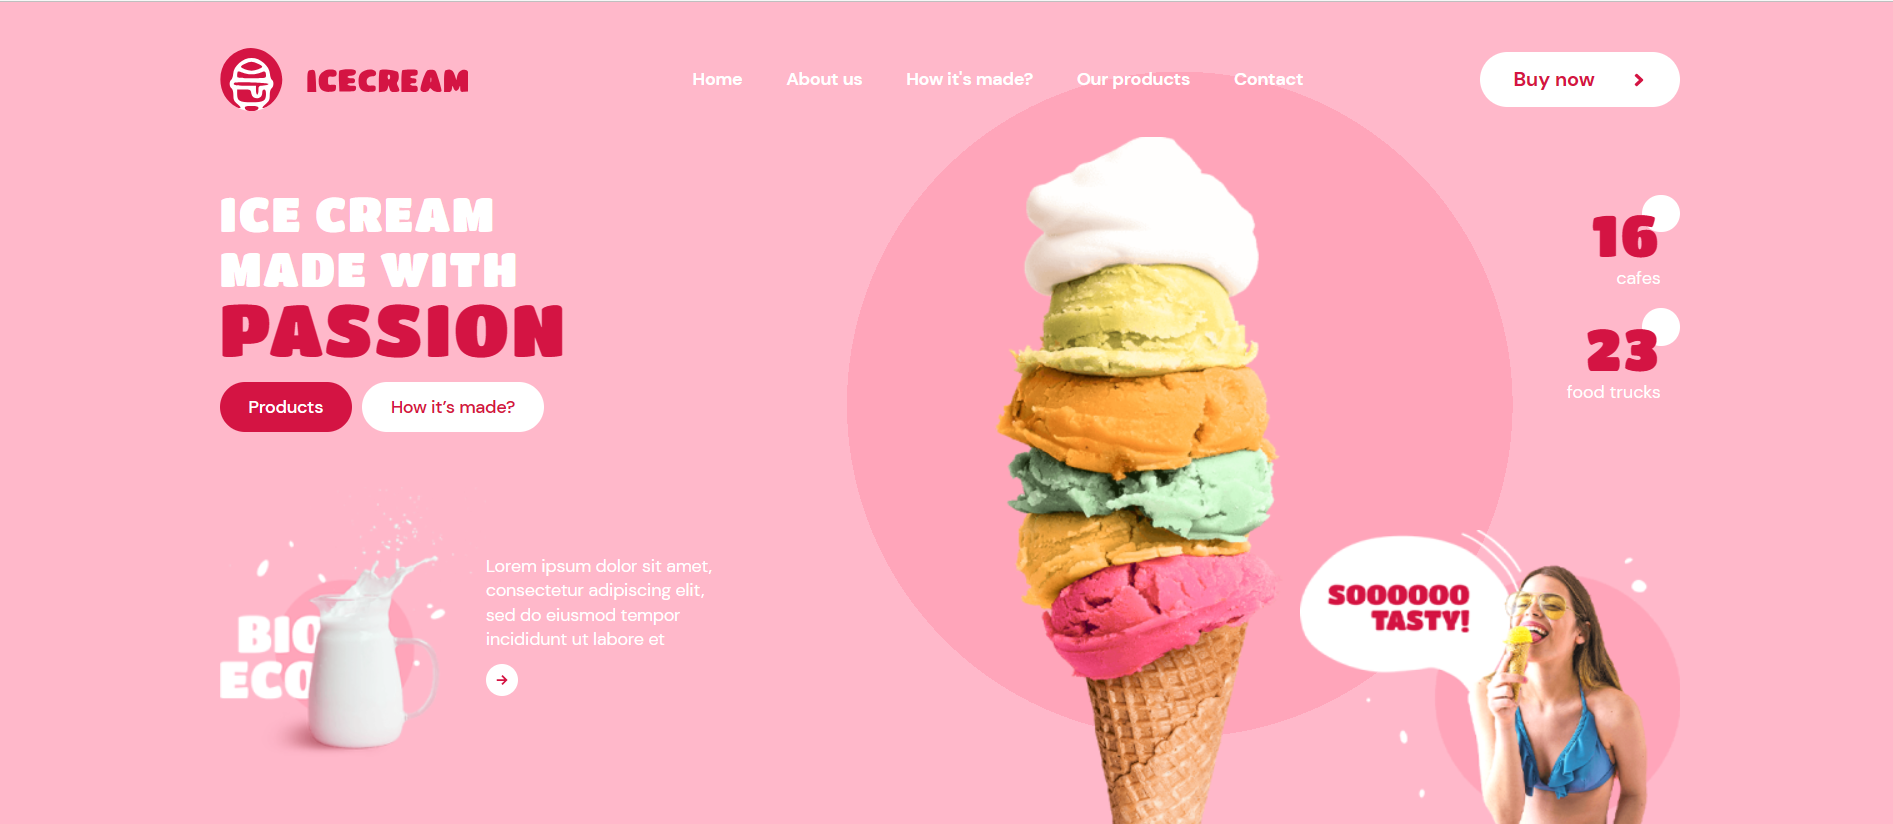 ICECREAM
Home
About us
How it's made?
Our products
Contact
Buy now
ICE CREAM
MADE WITH
PASSION
Products
How it’s made?
16
cafes
23
food trucks
BIO
ECO
Lorem ipsum dolor sit amet,
consectetur adipiscing elit,
sed do eiusmod tempor
incididunt ut labore et
SOOOOOO
TASTY!